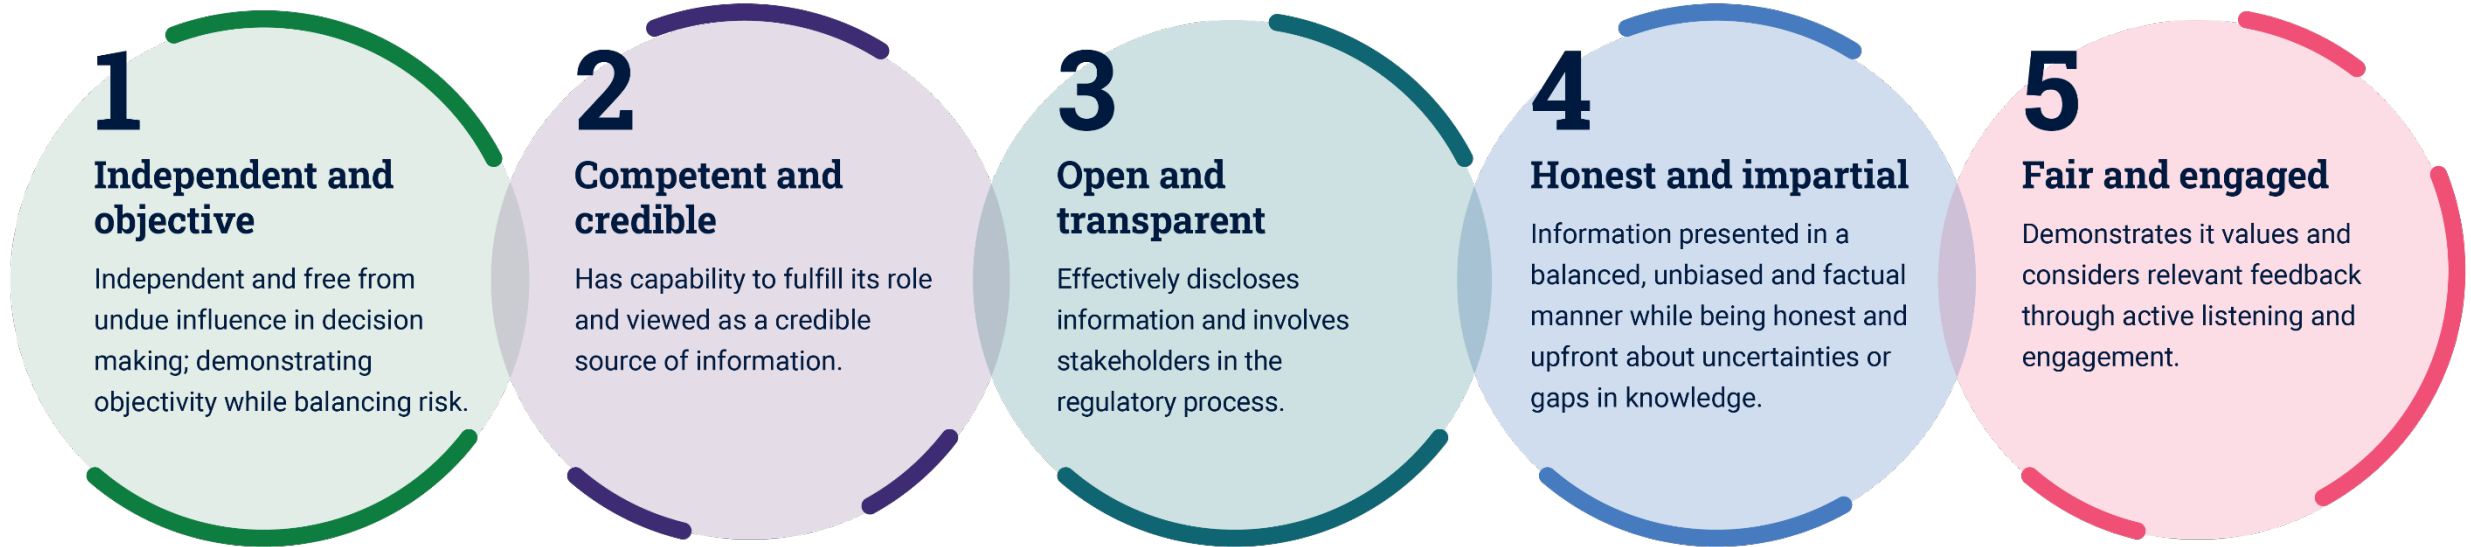 1
Independent and
objective
Independent and free from
undue influence in decision
making; demonstrating
objectivity while balancing risk.
2
Competent and
credible
Has capability to fulfill its role
and viewed as a credible
source of information.
3
Open and
transparent
Effectively discloses
information and involves
stakeholders in the
regulatory process.
4
Honest and impartial
Information presented in a
balanced, unbiased and factual
manner while being honest and
upfront about uncertainties or
gaps in knowledge.
5
Fair and engaged
Demonstrates it values and
considers relevant feedback
through active listening and
engagement.